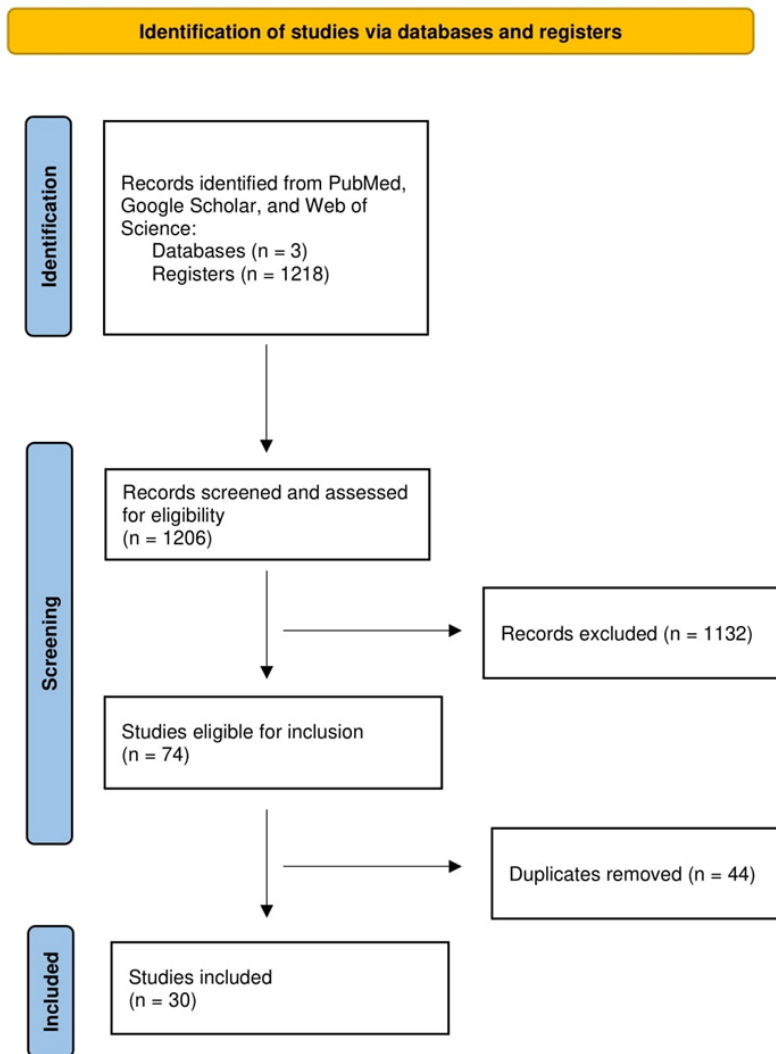 Identification of studies via databases and registers
Identification
Records identified from PubMed,
Google Scholar, and Web of
Science:
Databases (n = 3)
Registers (n = 1218)
Screening
Records screened and assessed
for eligibility
(n = 1206)
Records excluded (n = 1132)
Studies eligible for inclusion
(n = 74)
Duplicates removed (n = 44)
Included
Studies included
(n = 30)